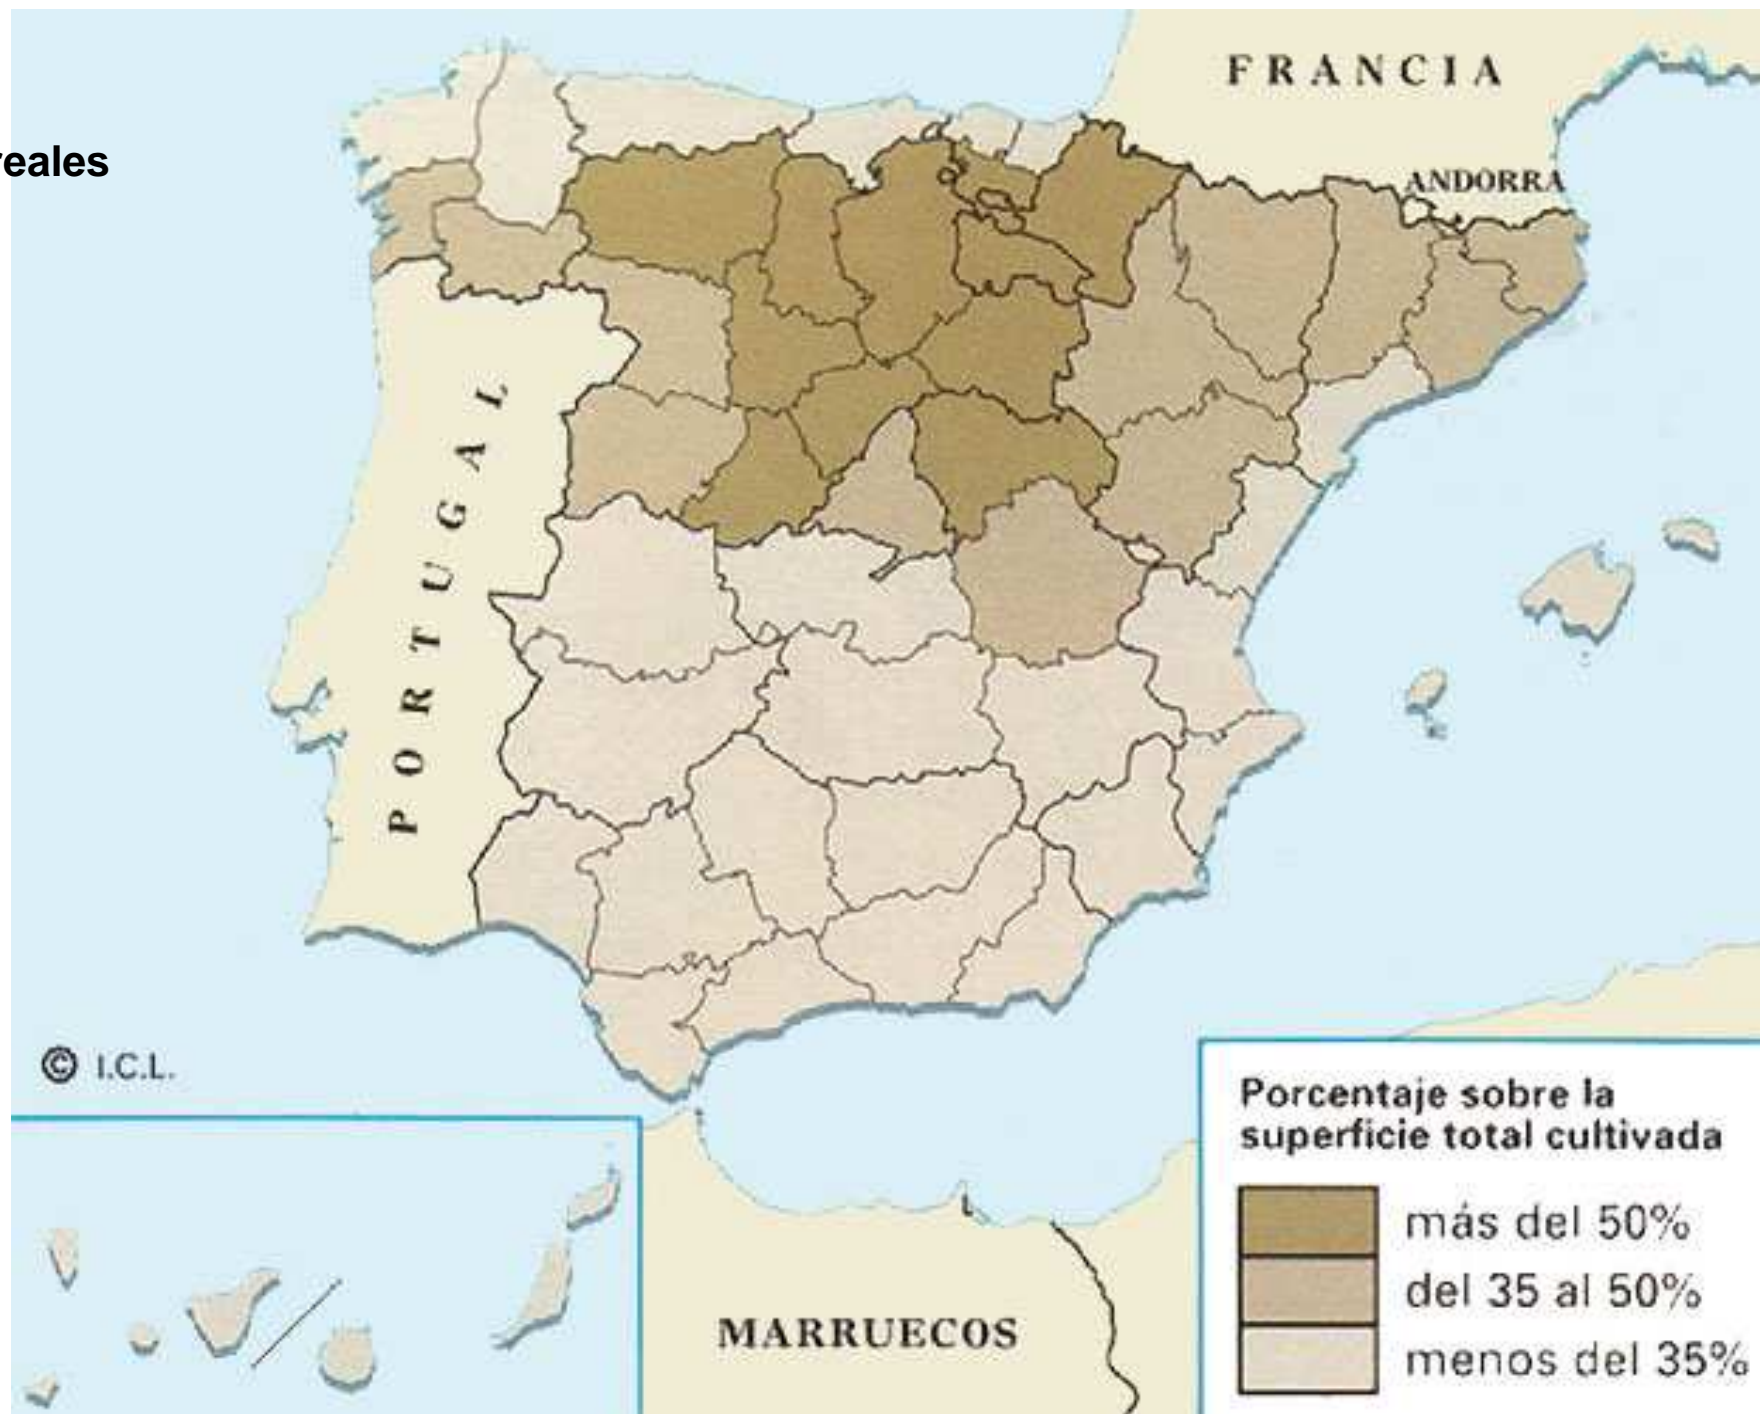 FRANCIA
reales
ANDORRA
PORTUGAL
© I.C.L.
Porcentaje sobre la
superficie total cultivada
más del 50%
del 35 al 50%
menos del 35%
MARRUECOS